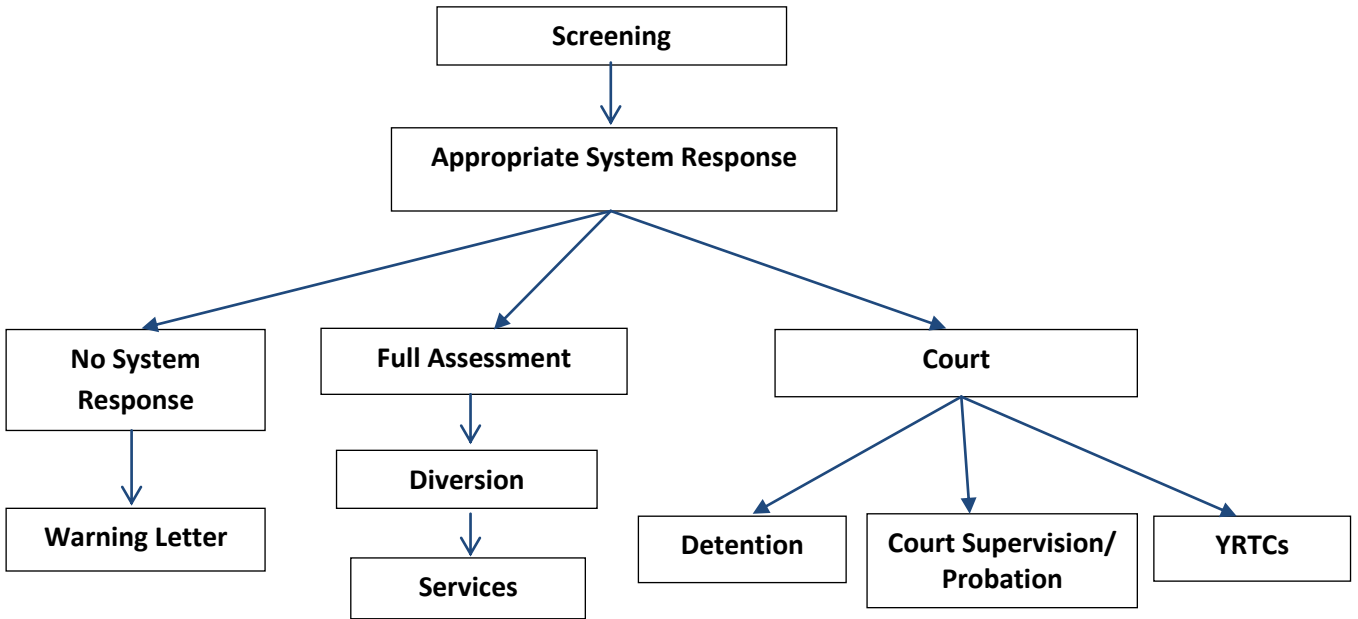 Screening
Appropriate System Response
No System
Response
Full Assessment
Court
Diversion
Warning Letter
Detention
Court Supervision/
Probation
YRTCs
Services